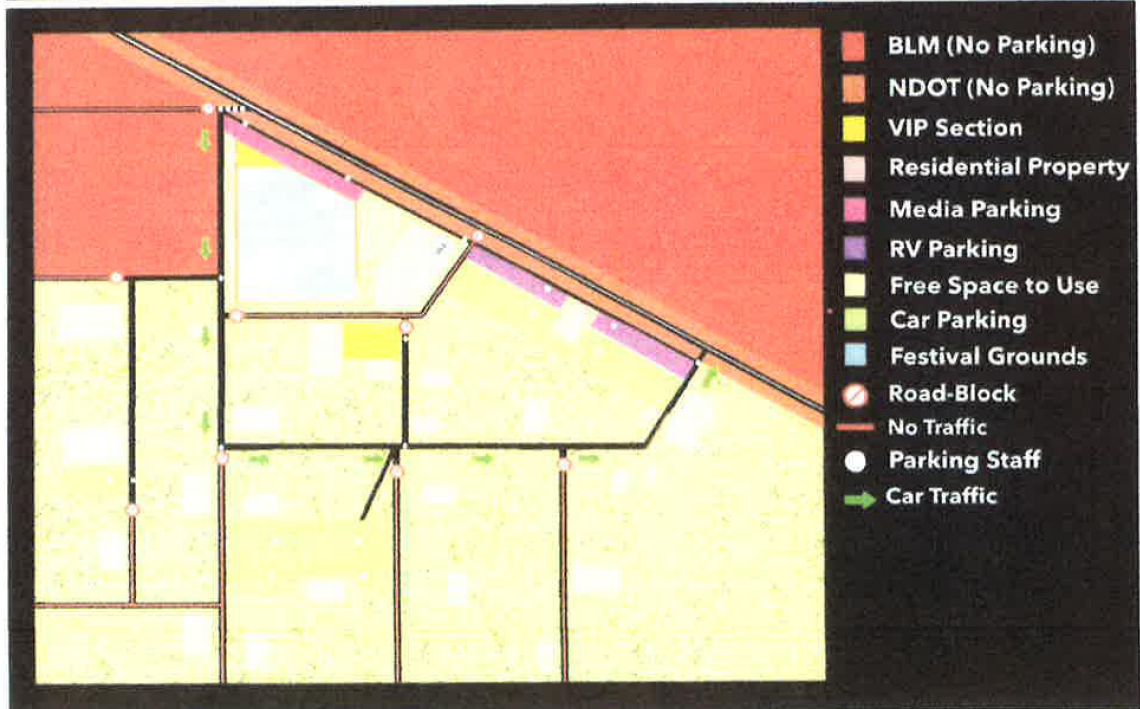 BLM (No Parking)
NDOT (No Parking)
VIP Section
Residential Property
Media Parking
RV Parking
Free Space to Use
Car Parking
Festival Grounds
Road-Block
No Traffic
Parking Staff
Car Traffic